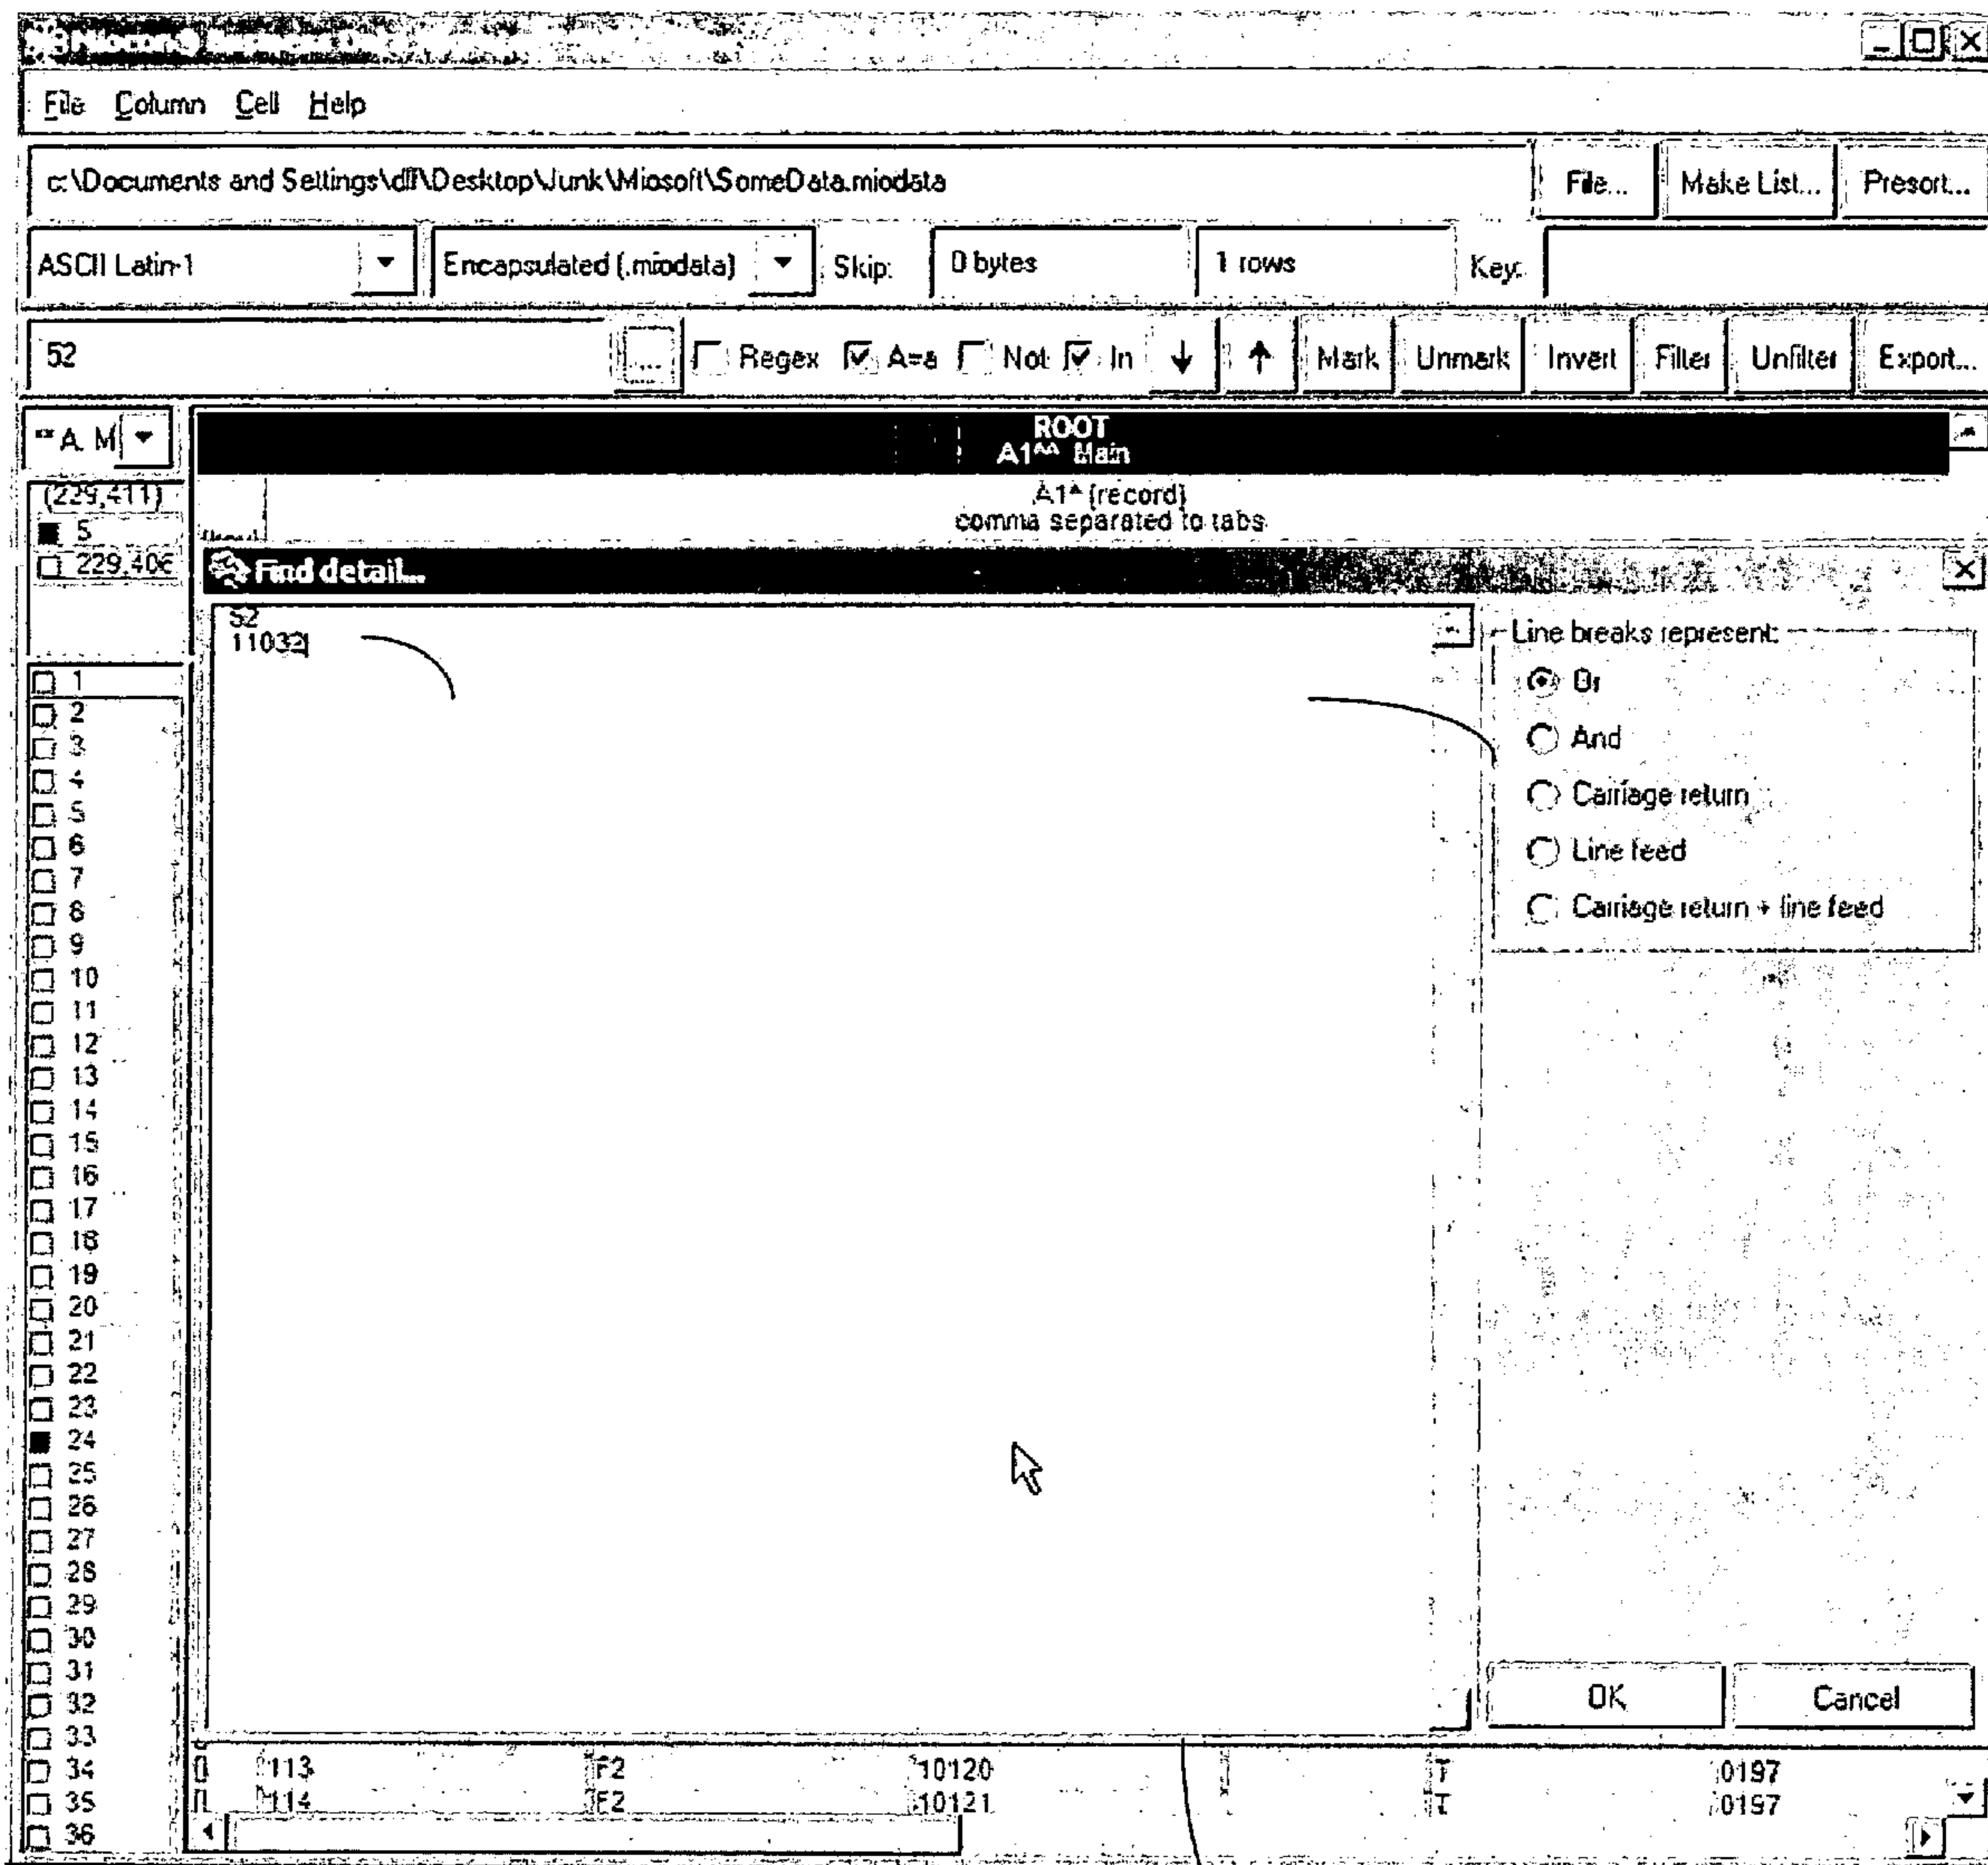 File Column Cell Help
c:\Documents and Settings\dlf\Desktop\Junk\Miosoft\SomeData.miodata File... Make List... Presort...
ASCII Latin-1 Encapsulated (.miodata) Skip: 0 bytes 1 rows Key:
52 ... Regex A=a Not In Mark Unmark Invert Filter Unfilter Export...
A. M ROOT
A1^^ Main
(229,411) A1^ [record]
5 comma separated to tabs
229,406
Find detail...
52
11032
Line breaks represent:
Or
And
Carriage return
Line feed
Carriage return + line feed
1
2
3
4
5
6
7
8
9
10
11
12
13
14
15
16
17
18
19
20
21
22
23
24
25
26
27
28
29
30
31
32
33
OK Cancel
34 113 F2 10120 T 0197
35 114 F2 10121 T 0197
36